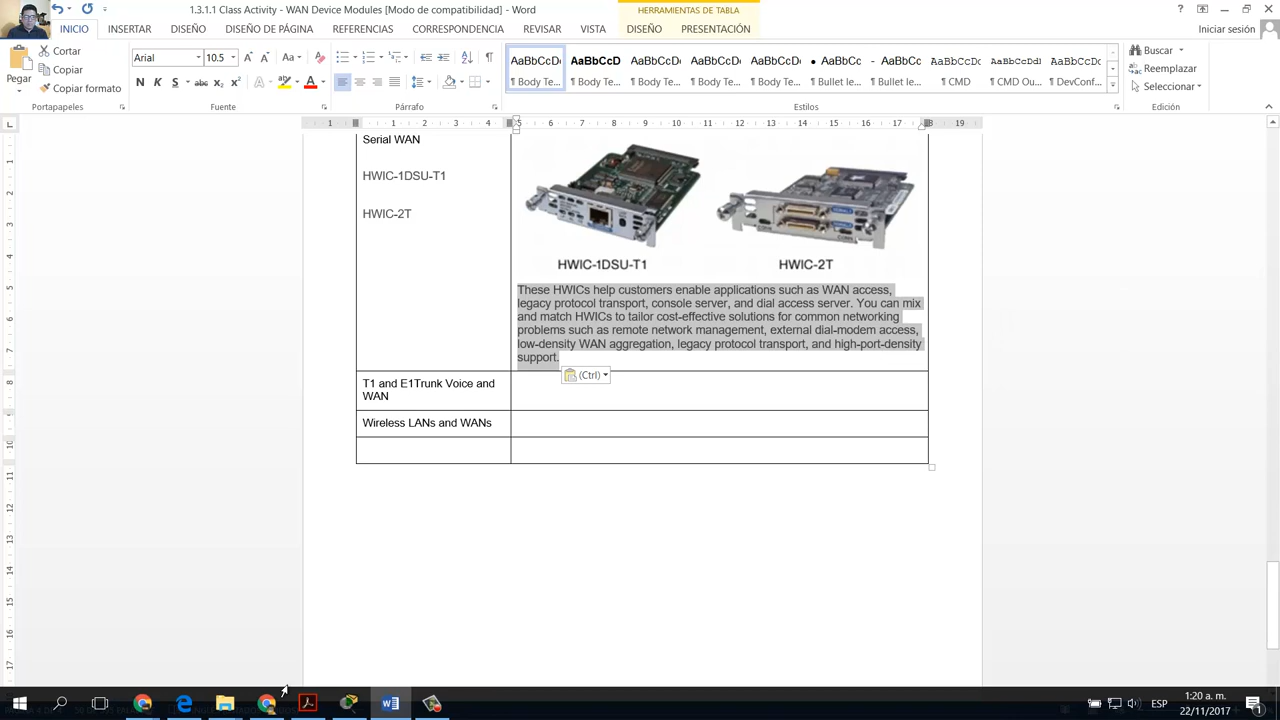 1.3.1.1 Class Activity - WAN Device Modules [Modo de compatibilidad] - Word
HERRAMIENTAS DE TABLA
INICIO INSERTAR DISEÑO DISEÑO DE PÁGINA REFERENCIAS CORRESPONDENCIA REVISAR VISTA DISEÑO PRESENTACIÓN Iniciar sesión
Pegar
Cortar
Copiar
Copiar formato
Portapapeles
Arial 10.5
N K S abc x₂ x²
Fuente
Párrafo
AaBbCcDc AaBbCcD AaBbCcDc AaBbCcDc AaBbCcDc AaBbCc AaBbCc AaBbCcDd AaBbCcDdI AaBbCcDc
¶ Body Te... ¶ Body Te... ¶ Body Te... ¶ Body Te... ¶ Body Te... ¶ Bullet le... ¶ Bullet le... ¶ CMD ¶ CMD Ou... ¶ DevConf...
Estilos
Buscar
Reemplazar
Seleccionar
Edición
Serial WAN
HWIC-1DSU-T1
HWIC-2T
HWIC-1DSU-T1 HWIC-2T
These HWICs help customers enable applications such as WAN access,
legacy protocol transport, console server, and dial access server. You can mix
and match HWICs to tailor cost-effective solutions for common networking
problems such as remote network management, external dial-modem access,
low-density WAN aggregation, legacy protocol transport, and high-port-density
support.
(Ctrl)
T1 and E1Trunk Voice and
WAN
Wireless LANs and WANs
ESP
1:20 a. m.
22/11/2017